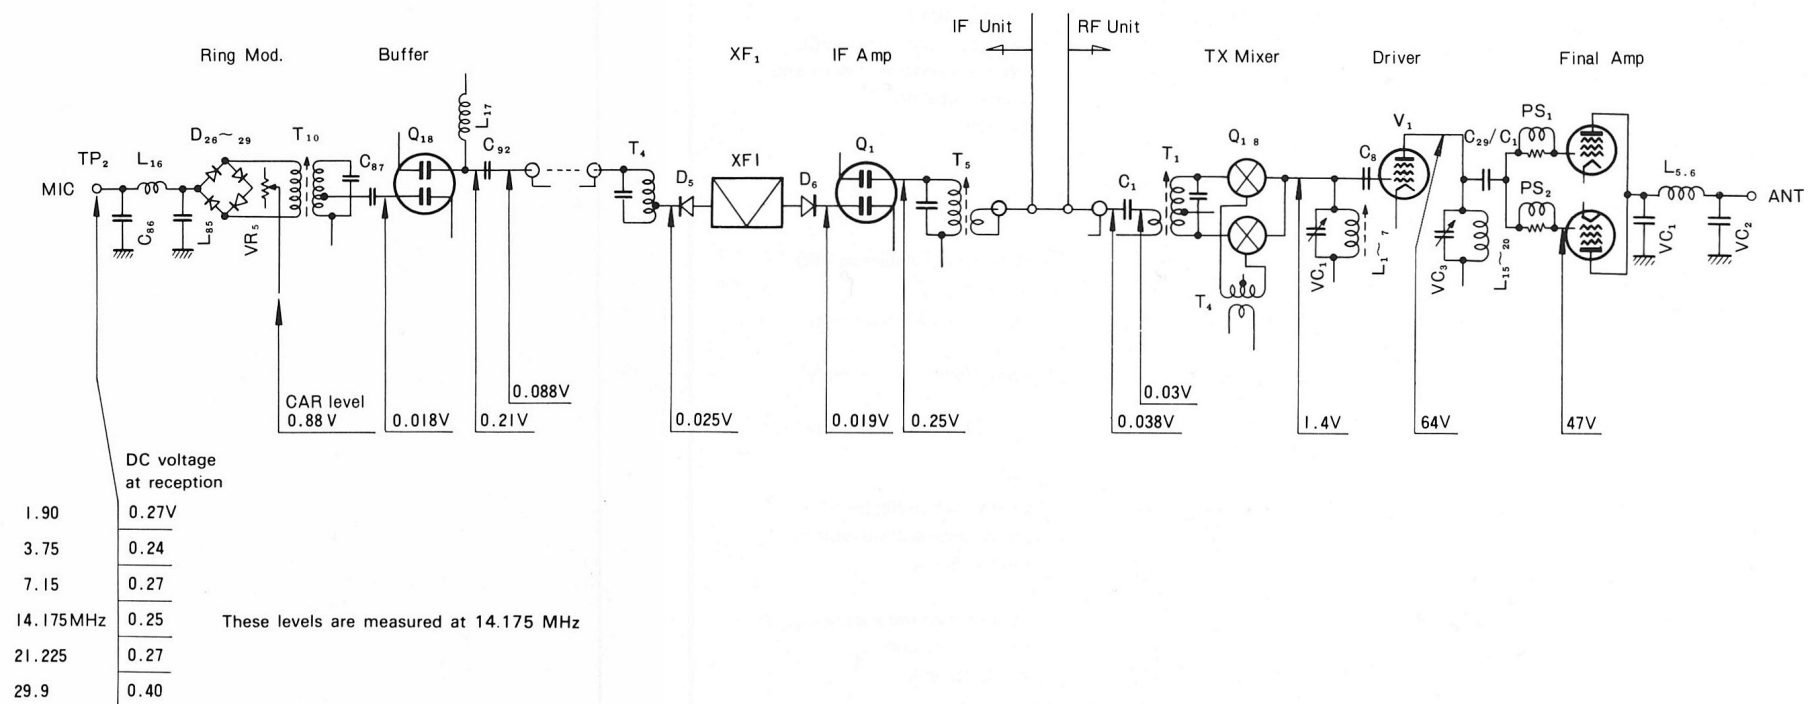 IF Unit
RF Unit
Ring Mod.
Buffer
XF1
IF Amp
TX Mixer
Driver
Final Amp
D26~29
T10
Q18
L17
C92
T4
D5
XF1
D6
Q1
T5
C1
T1
Q1 8
C8
V1
C29/C1
PS1
PS2
L5.6
TP2
L16
MIC
C86
L85
VR5
C87
T4
VC1
L1~7
VC3
L15~20
VC1
VC2
ANT
CAR level
0.88V
0.018V
0.21V
0.088V
0.025V
0.019V
0.25V
0.038V
0.03V
1.4V
64V
47V
DC voltage
at reception
1.90 0.27V
3.75 0.24
7.15 0.27
14.175MHz 0.25
These levels are measured at 14.175 MHz
21.225 0.27
29.9 0.40